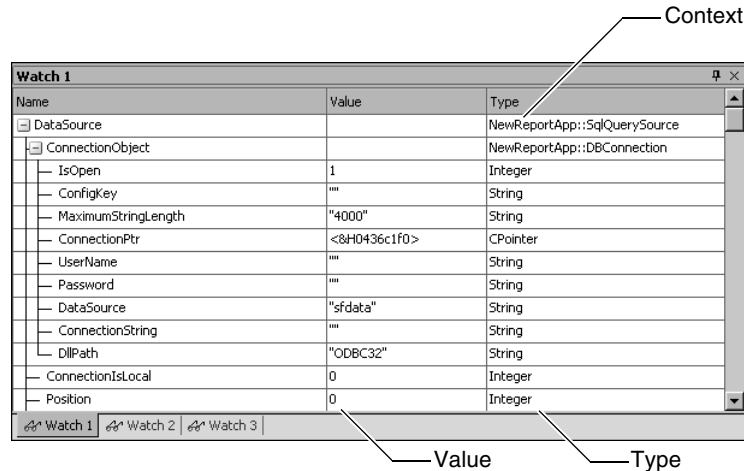 Context
Watch 1
Name Value Type
DataSource NewReportApp::SqlQuerySource
ConnectionObject NewReportApp::DBConnection
IsOpen 1 Integer
ConfigKey "" String
MaximumStringLength "4000" String
ConnectionPtr <&H0436c1f0> CPointer
UserName "" String
Password "" String
DataSource "sfdata" String
ConnectionString "" String
DllPath "ODBC32" String
ConnectionIsLocal 0 Integer
Position 0 Integer
Watch 1 Watch 2 Watch 3
Value Type